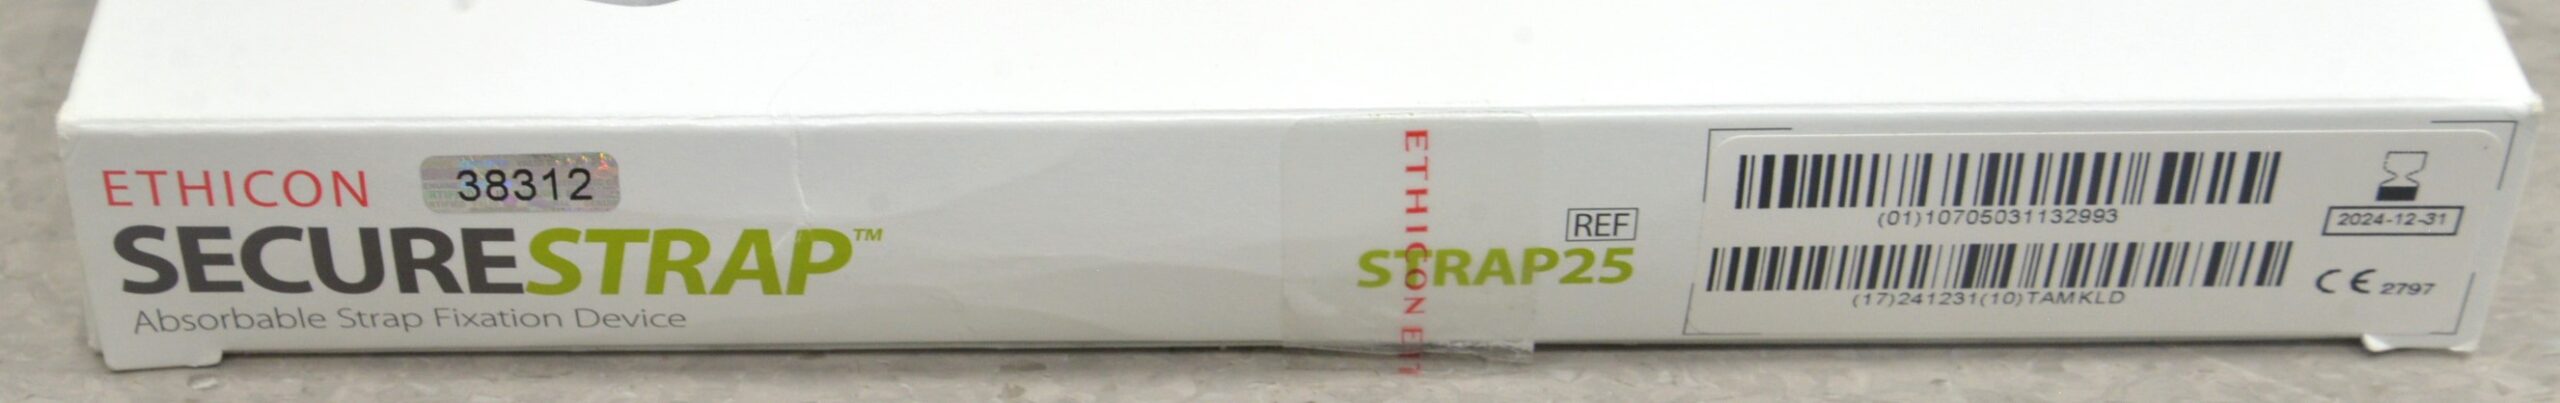 ETHICON
38312
SECURESTRAP™
Absorbable Strap Fixation Device
ETHICON
REF
STRAP25
(01)10705031132993
(17)241231(10)TAMKLD
2024-12-31
CE 2797